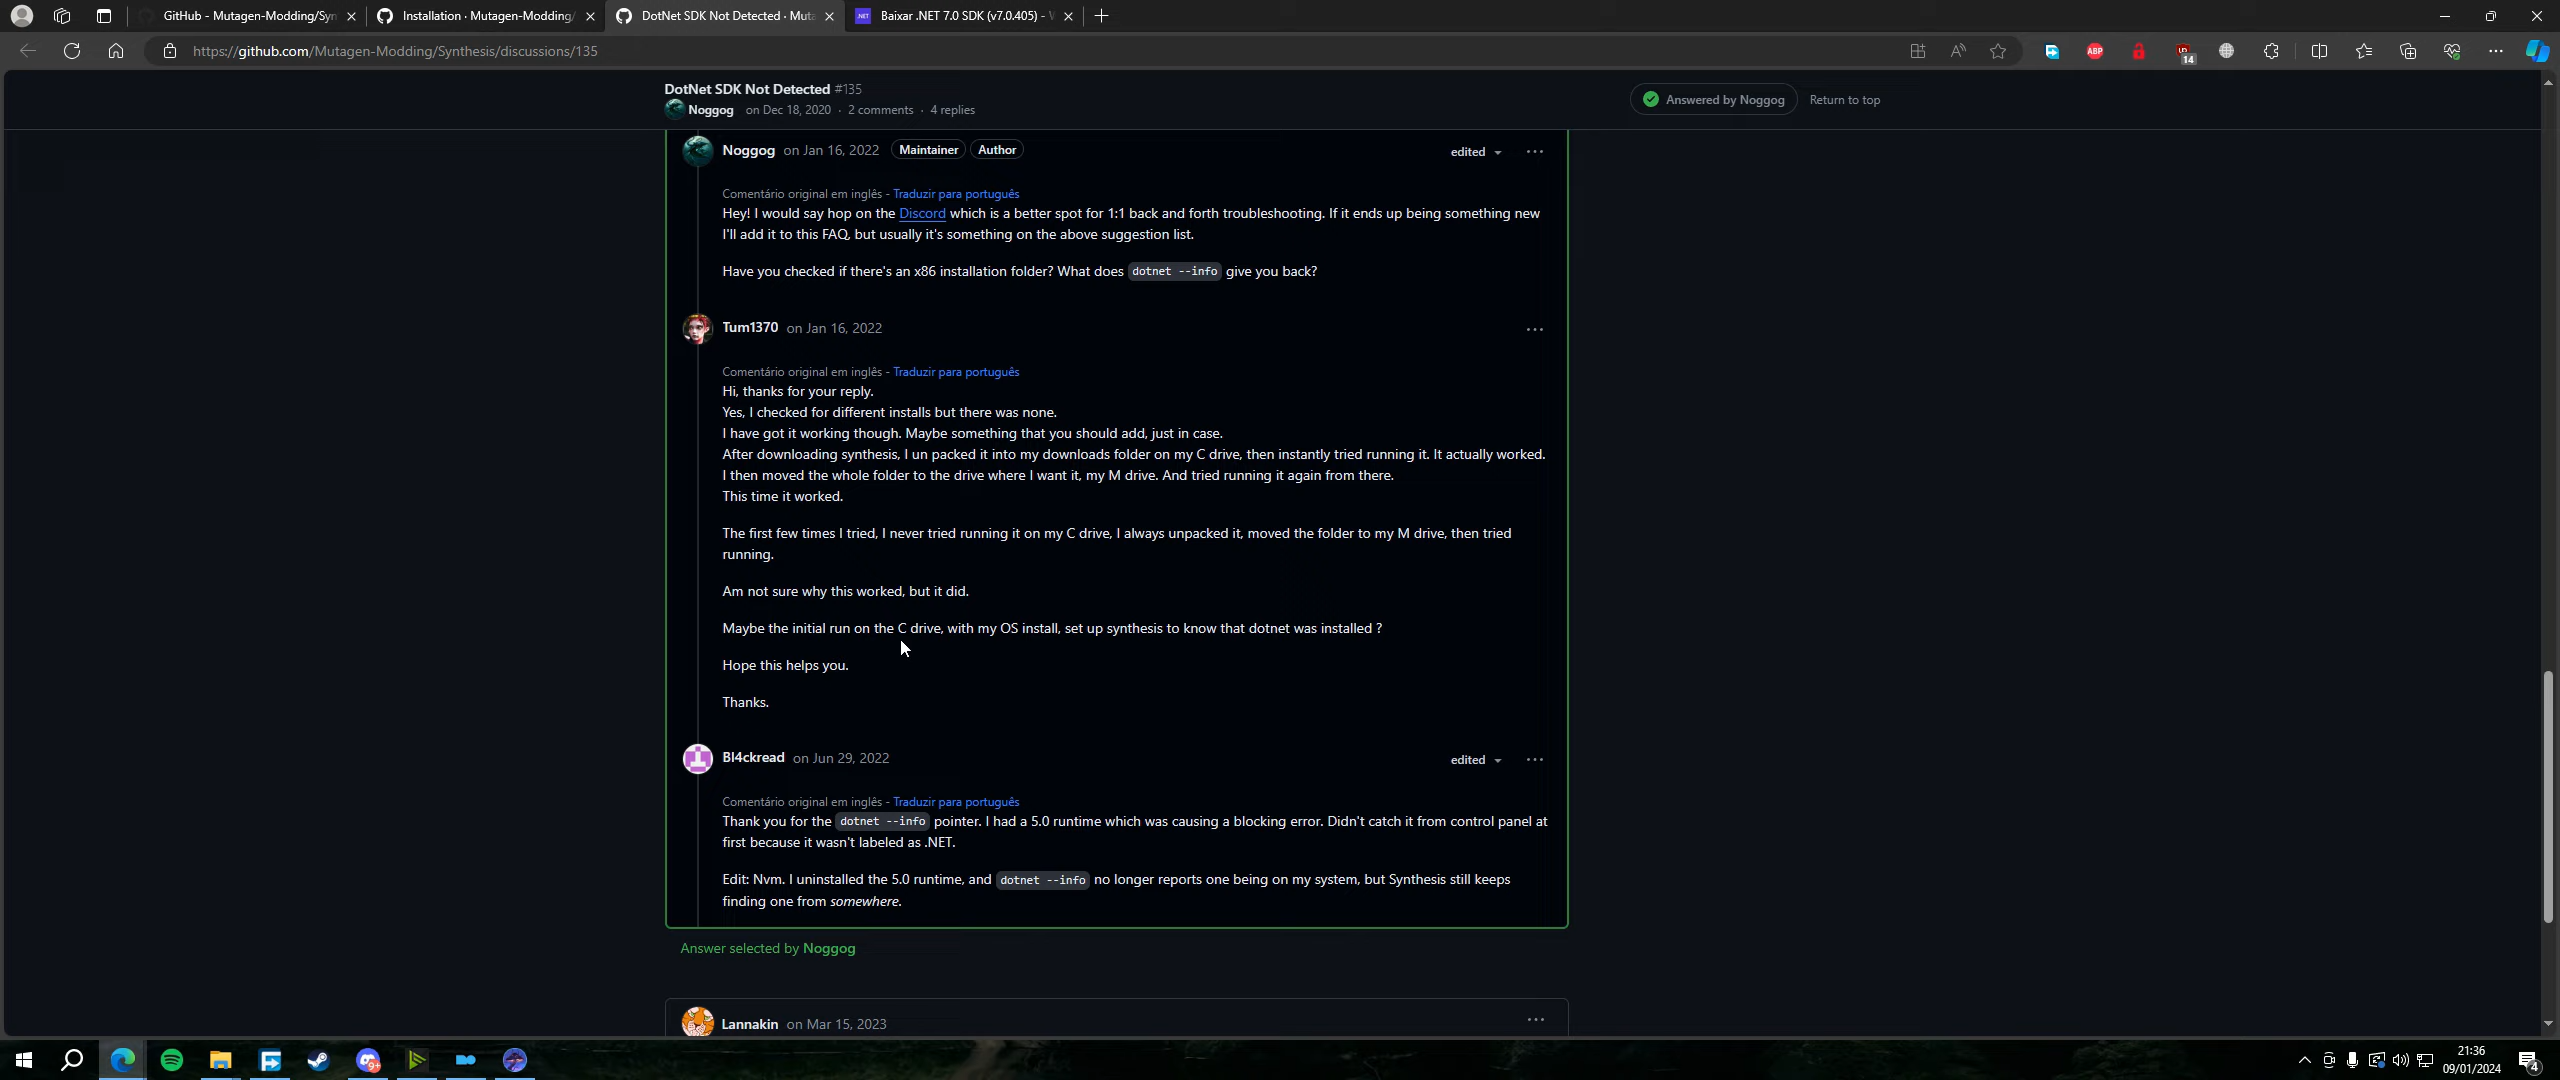 GitHub - Mutagen-Modding/Syn
Installation · Mutagen-Modding/
DotNet SDK Not Detected · Muta
Baixar .NET 7.0 SDK (v7.0.405) -
https://github.com/Mutagen-Modding/Synthesis/discussions/135
ABP
14
DotNet SDK Not Detected #135
Noggog on Dec 18, 2020 · 2 comments · 4 replies
Answered by Noggog
Return to top
Noggog on Jan 16, 2022 Maintainer Author
edited
Comentário original em inglês - Traduzir para português
Hey! I would say hop on the Discord which is a better spot for 1:1 back and forth troubleshooting. If it ends up being something new
I'll add it to this FAQ, but usually it's something on the above suggestion list.
Have you checked if there's an x86 installation folder? What does dotnet --info give you back?
Tum1370 on Jan 16, 2022
Comentário original em inglês - Traduzir para português
Hi, thanks for your reply.
Yes, I checked for different installs but there was none.
I have got it working though. Maybe something that you should add, just in case.
After downloading synthesis, I un packed it into my downloads folder on my C drive, then instantly tried running it. It actually worked.
I then moved the whole folder to the drive where I want it, my M drive. And tried running it again from there.
This time it worked.
The first few times I tried, I never tried running it on my C drive, I always unpacked it, moved the folder to my M drive, then tried
running.
Am not sure why this worked, but it did.
Maybe the initial run on the C drive, with my OS install, set up synthesis to know that dotnet was installed ?
Hope this helps you.
Thanks.
Bl4ckread on Jun 29, 2022
edited
Comentário original em inglês - Traduzir para português
Thank you for the dotnet --info pointer. I had a 5.0 runtime which was causing a blocking error. Didn't catch it from control panel at
first because it wasn't labeled as .NET.
Edit: Nvm. I uninstalled the 5.0 runtime, and dotnet --info no longer reports one being on my system, but Synthesis still keeps
finding one from somewhere.
Answer selected by Noggog
Lannakin on Mar 15, 2023
9+
21:36
09/01/2024
4